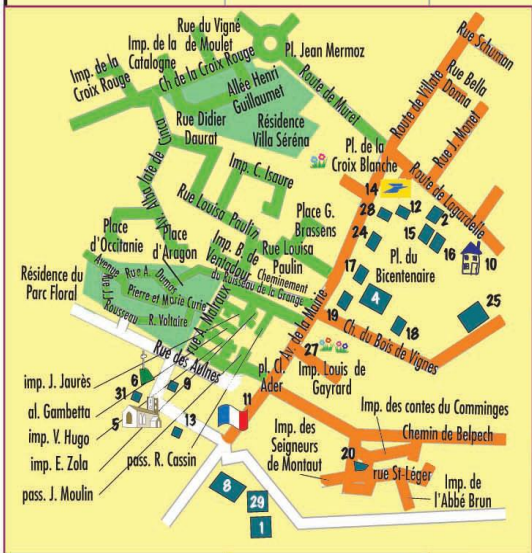 Rue du Vigné
de Moulet
Imp. de la
Catalogne
Imp. de la
Croix Rouge
Ch de la Croix Rouge
Pl. Jean Mermoz
Allée Henri
Guillaumet
Route de Muret
Rue Schuman
Route de Villate
Rue Bella
Donna
Rue J. Monet
Rue Didier
Daurat
Résidence
Villa Séréna
Pl. de la
Croix Blanche
Imp. C. Isaure
Route de Lagardelle
14
28
12
2
15
16
24
10
Rue Louisa Paulin
Place G.
Brassens
Rue Louisa
Paulin
Place
d'Occitanie
Place
d'Aragon
Imp. B. de
Ventadour
Cheminement
du Ruisseau de la Grange
Pl. du
Bicentenaire
17
4
19
18
25
Résidence du
Parc Floral
Avenue J-J Rousseau
Rue A. Dumas
Pierre et Marie Curie
R. Voltaire
rue A. Malraux
Av. de la Mairie
Ch. du Bois de Vignes
Rue des Aulnes
27
Imp. Louis de
Gayrard
pl. Cl.
Ader
imp. J. Jaurès
6
9
31
al. Gambetta
5
imp. V. Hugo
13
11
imp. E. Zola
pass. R. Cassin
pass. J. Moulin
Imp. des contes du Comminges
Chemin de Belpech
Imp. des
Seigneurs
de Montaut
20
rue St-Léger
Imp. de
l'Abbé Brun
8
29
1